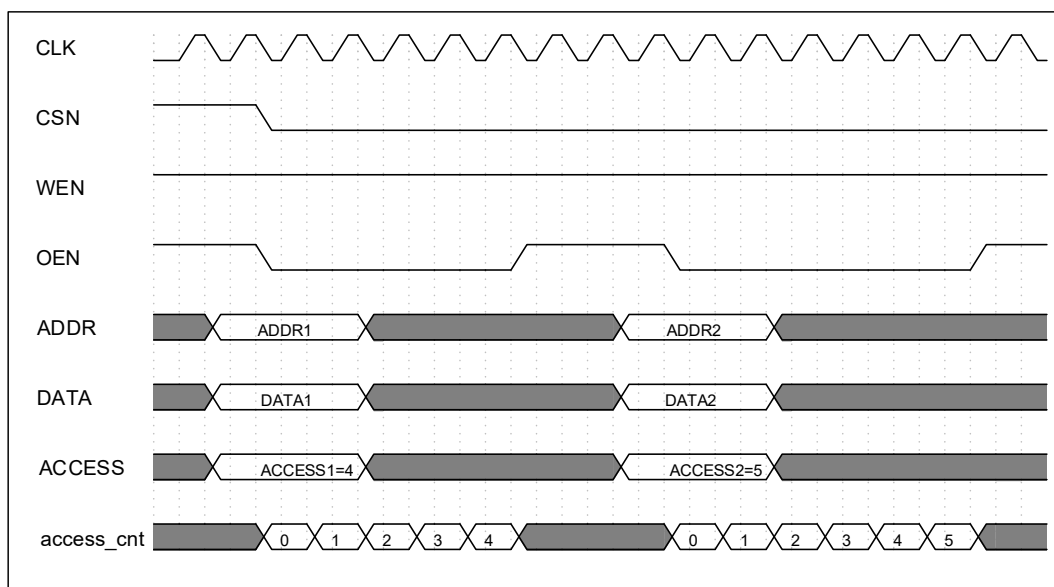 CLK
CSN
WEN
OEN
ADDR ADDR1 ADDR2
DATA DATA1 DATA2
ACCESS ACCESS1=4 ACCESS2=5
access_cnt 0 1 2 3 4 0 1 2 3 4 5